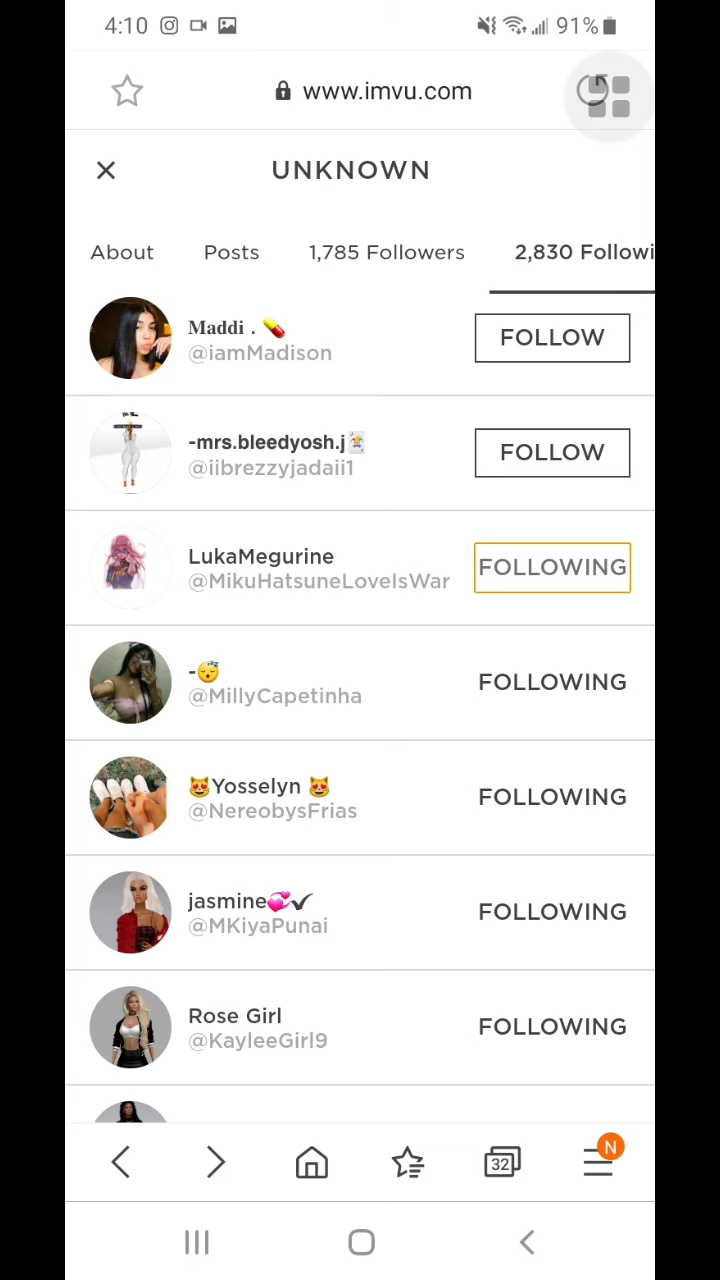 4:10 91%
www.imvu.com
UNKNOWN
About Posts 1,785 Followers 2,830 Followi
Maddi . 💊
@iamMadison
FOLLOW
-mrs.bleedyosh.j🃏
@iibrezzyjadaii1
FOLLOW
LukaMegurine
@MikuHatsuneLoveIsWar
FOLLOWING
-😴
@MillyCapetinha
FOLLOWING
😻Yosselyn 😻
@NereobysFrias
FOLLOWING
jasmine💞✔
@MKiyaPunai
FOLLOWING
Rose Girl
@KayleeGirl9
FOLLOWING
32 N